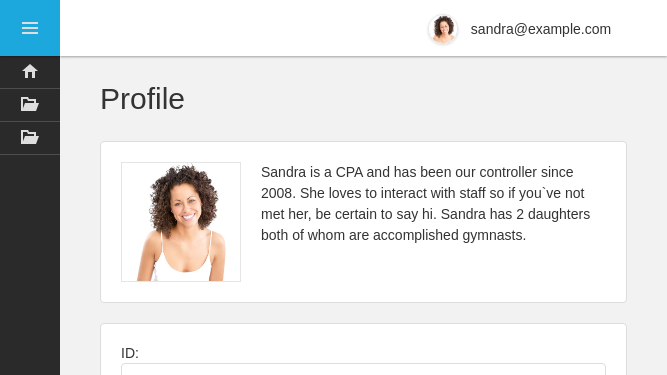 sandra@example.com
Profile
Sandra is a CPA and has been our controller since
2008. She loves to interact with staff so if you`ve not
met her, be certain to say hi. Sandra has 2 daughters
both of whom are accomplished gymnasts.
ID: